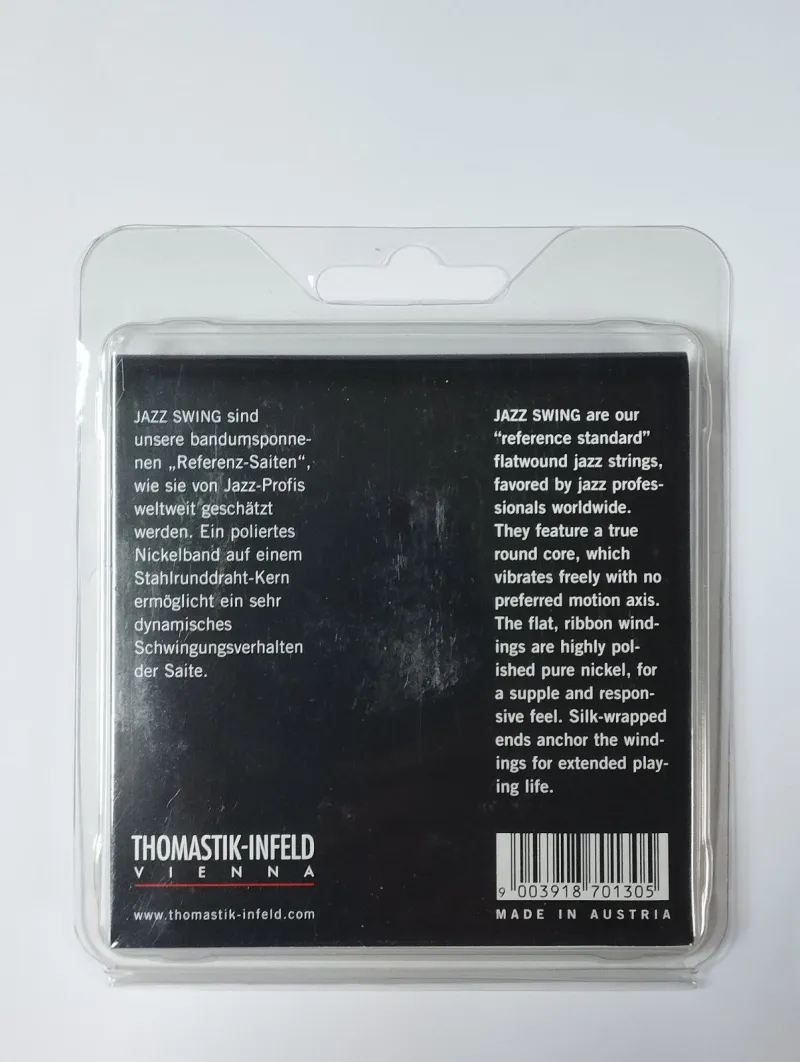 JAZZ SWING sind
unsere bandumsponne-
nen „Referenz-Saiten“,
wie sie von Jazz-Profis
weltweit geschätzt
werden. Ein poliertes
Nickelband auf einem
Stahlrunddraht-Kern
ermöglicht ein sehr
dynamisches
Schwingungsverhalten
der Saite.
JAZZ SWING are our
“reference standard”
flatwound jazz strings,
favored by jazz profes-
sionals worldwide.
They feature a true
round core, which
vibrates freely with no
preferred motion axis.
The flat, ribbon wind-
ings are highly pol-
ished pure nickel, for
a supple and respon-
sive feel. Silk-wrapped
ends anchor the wind-
ings for extended play-
ing life.
THOMASTIK-INFELD
VIENNA
www.thomastik-infeld.com
9 003918 701305
MADE IN AUSTRIA